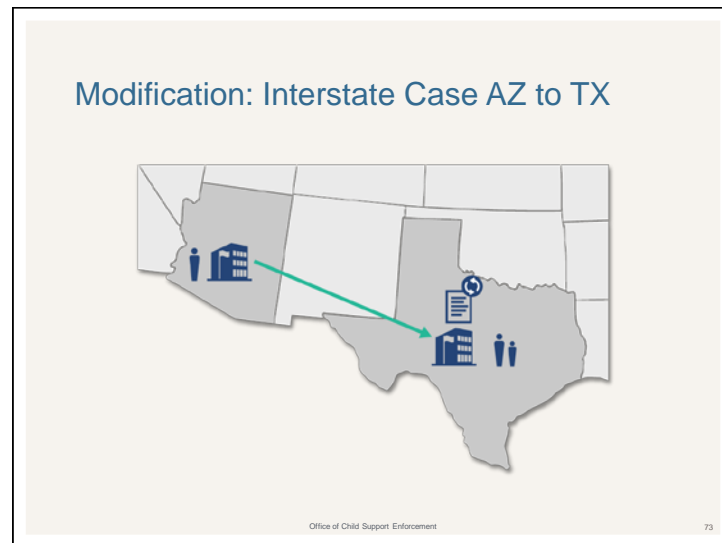 Modification: Interstate Case AZ to TX
Office of Child Support Enforcement
73